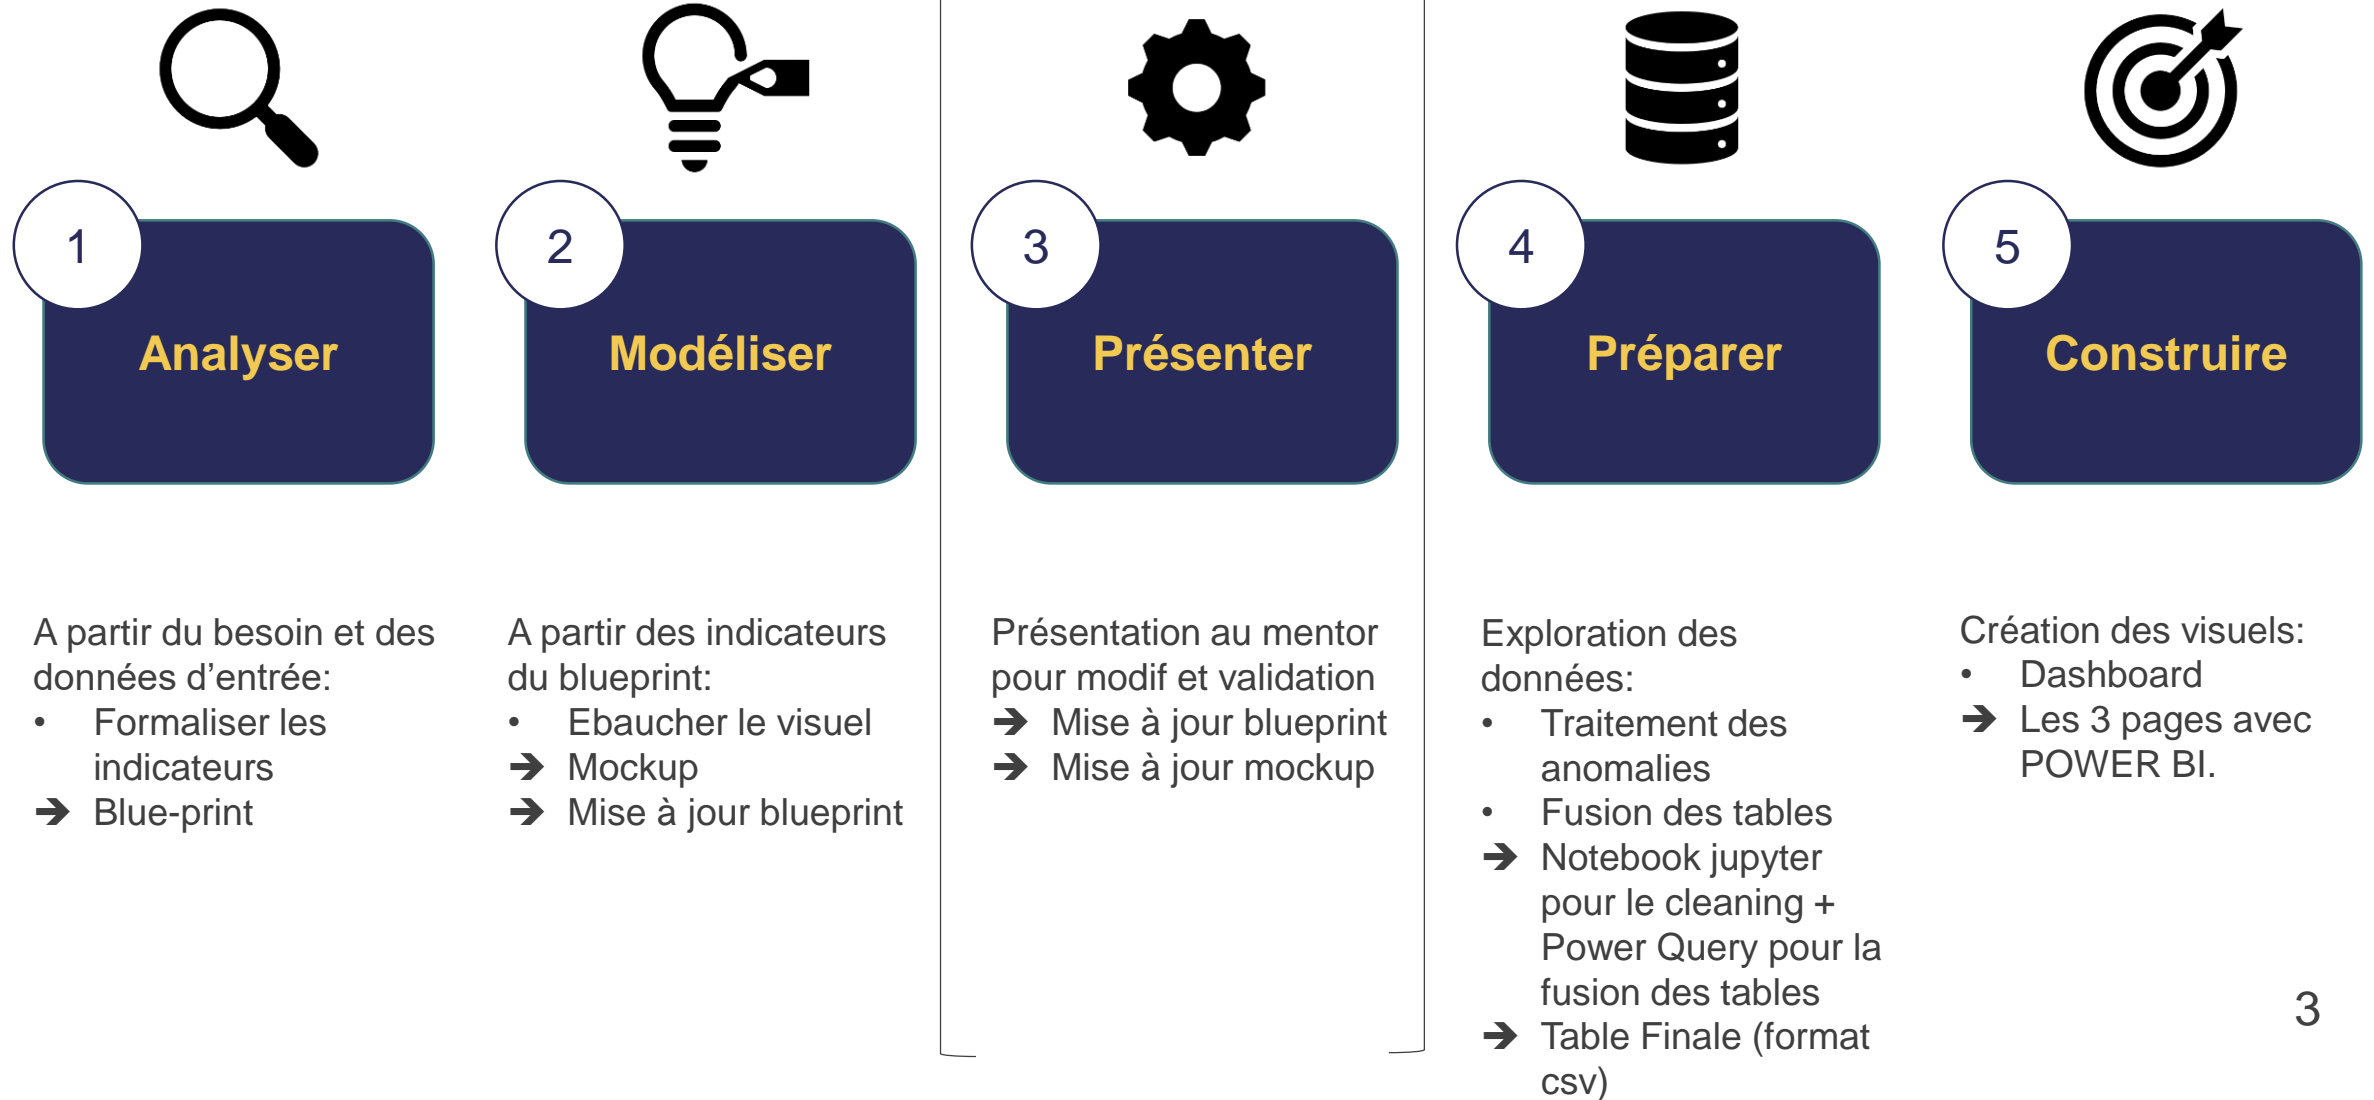 1
Analyser
A partir du besoin et des
données d’entrée:
• Formaliser les
indicateurs
➔ Blue-print
2
Modéliser
A partir des indicateurs
du blueprint:
• Ebaucher le visuel
➔ Mockup
➔ Mise à jour blueprint
3
Présenter
Présentation au mentor
pour modif et validation
➔ Mise à jour blueprint
➔ Mise à jour mockup
4
Préparer
Exploration des
données:
• Traitement des
anomalies
• Fusion des tables
➔ Notebook jupyter
pour le cleaning +
Power Query pour la
fusion des tables
➔ Table Finale (format
csv)
5
Construire
Création des visuels:
• Dashboard
➔ Les 3 pages avec
POWER BI.
3